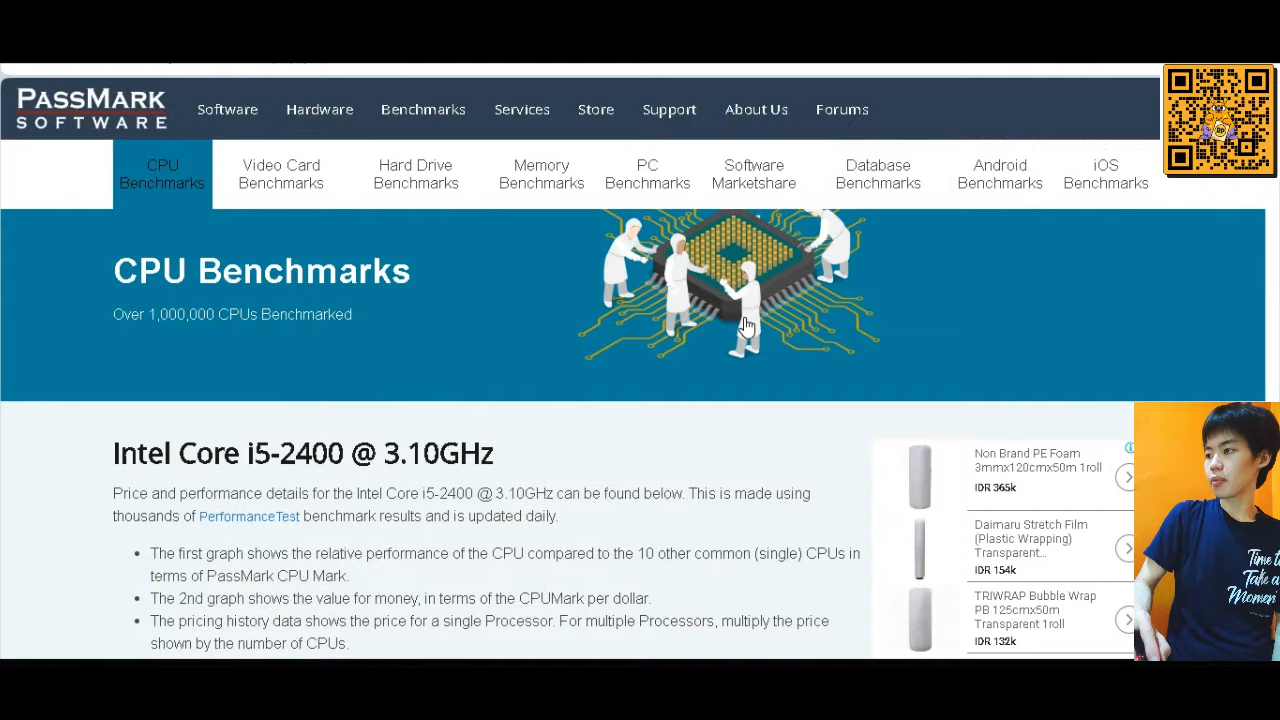 PASSMARK
SOFTWARE
Software Hardware Benchmarks Services Store Support About Us Forums
CPU Benchmarks
Video Card Benchmarks
Hard Drive Benchmarks
Memory Benchmarks
PC Benchmarks
Software Marketshare
Database Benchmarks
Android Benchmarks
iOS Benchmarks
CPU Benchmarks
Over 1,000,000 CPUs Benchmarked
Intel Core i5-2400 @ 3.10GHz
Price and performance details for the Intel Core i5-2400 @ 3.10GHz can be found below. This is made using
thousands of PerformanceTest benchmark results and is updated daily.
• The first graph shows the relative performance of the CPU compared to the 10 other common (single) CPUs in
terms of PassMark CPU Mark.
• The 2nd graph shows the value for money, in terms of the CPUMark per dollar.
• The pricing history data shows the price for a single Processor. For multiple Processors, multiply the price
shown by the number of CPUs.
Non Brand PE Foam
3mmx120cmx50m 1roll
IDR 365k
Daimaru Stretch Film
(Plastic Wrapping)
Transparent...
IDR 154k
TRIWRAP Bubble Wrap
PB 125cmx50m
Transparent 1roll
IDR 132k
Time to
Take a
Momen